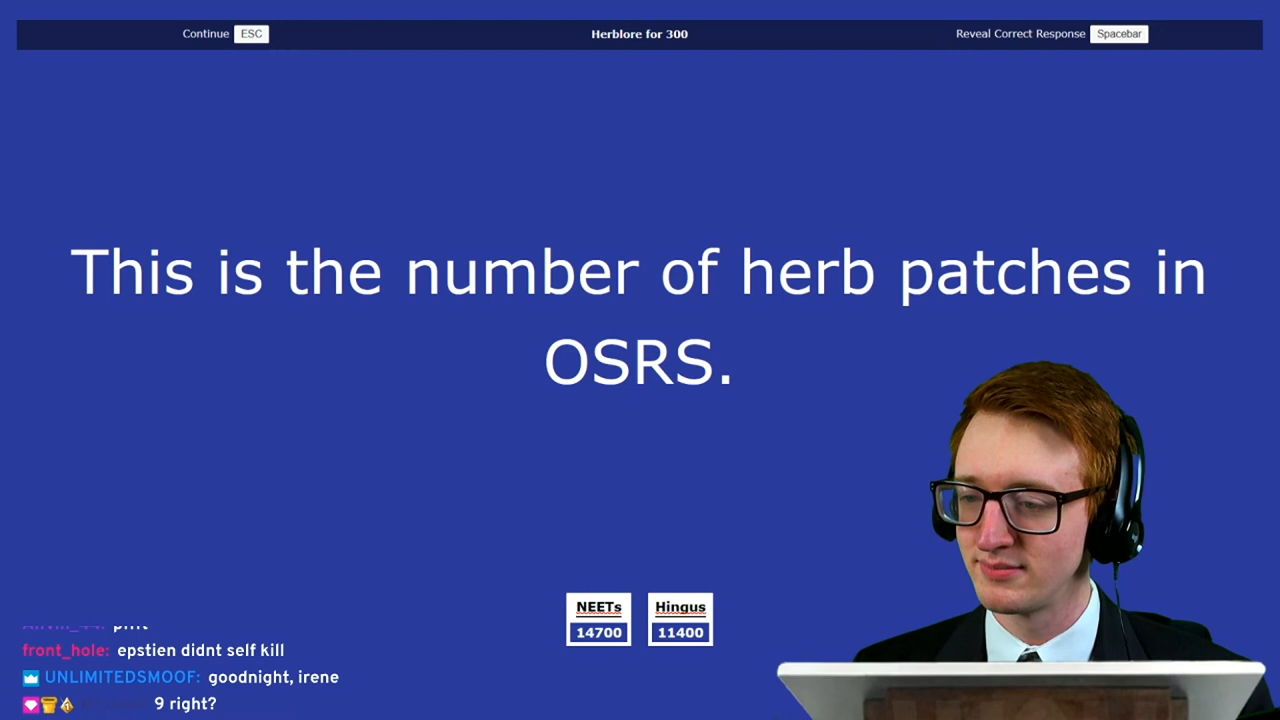 Continue ESC
Herblore for 300
Reveal Correct Response Spacebar
This is the number of herb patches in
OSRS.
NEETs
14700
Hingus
11400
front_hole: epstien didnt self kill
UNLIMITEDSMOOF: goodnight, irene
9 right?